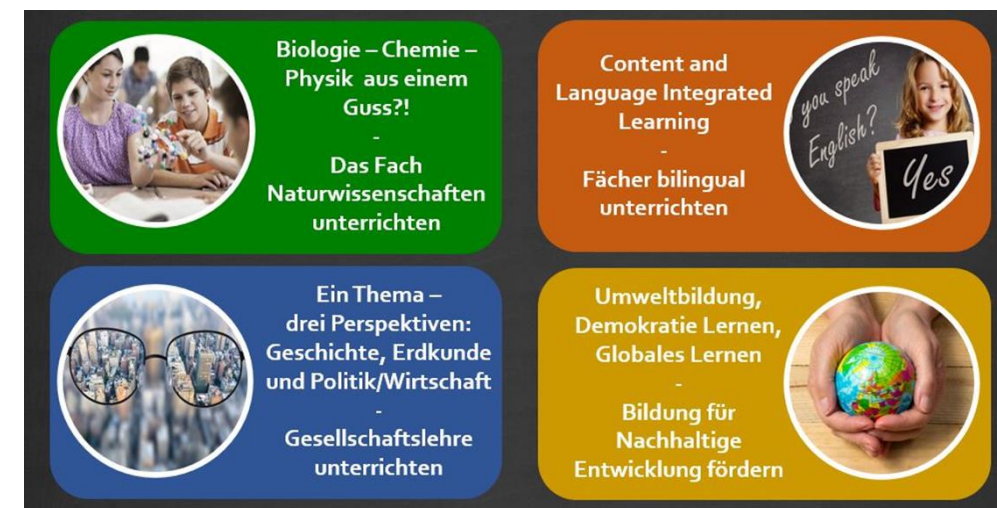 Biologie – Chemie –
Physik aus einem
Guss?!
-
Das Fach
Naturwissenschaften
unterrichten
Content and
Language Integrated
Learning
-
Fächer bilingual
unterrichten
you speak
English?
Yes
Ein Thema –
drei Perspektiven:
Geschichte, Erdkunde
und Politik/Wirtschaft
-
Gesellschaftslehre
unterrichten
Umweltbildung,
Demokratie Lernen,
Globales Lernen
-
Bildung für
Nachhaltige
Entwicklung fördern